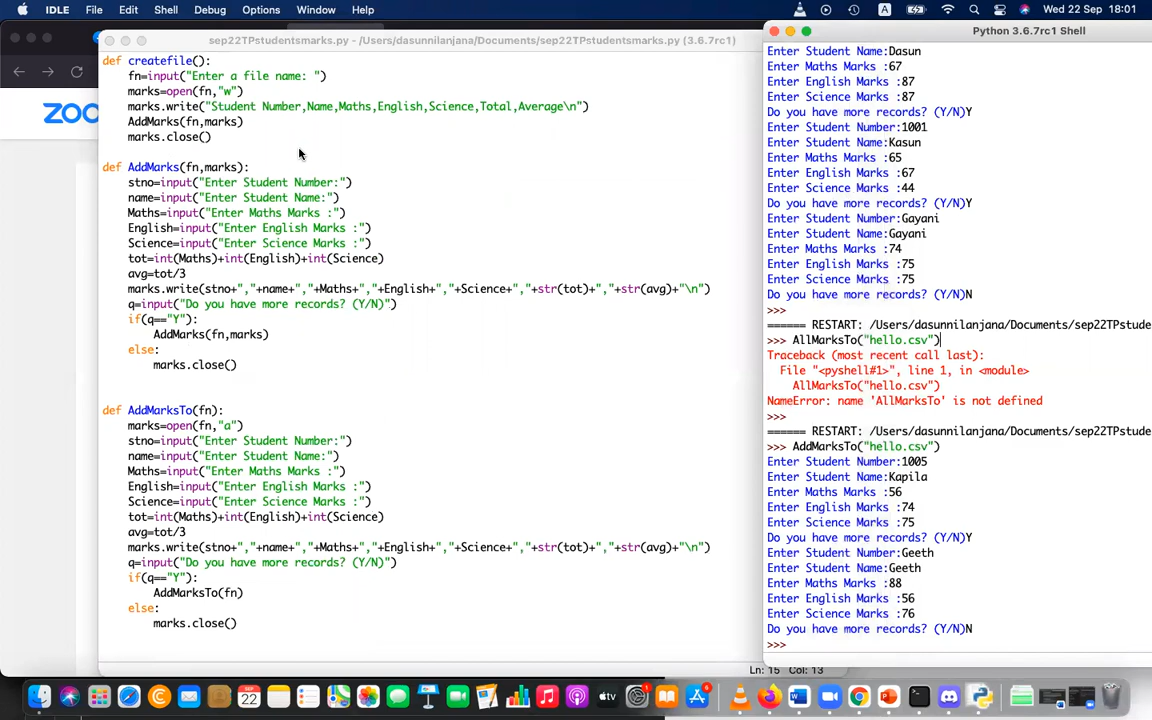 IDLE File Edit Shell Debug Options Window Help
A Wed 22 Sep 18:01
sep22TPstudentsmarks.py - /Users/dasunnilanjana/Documents/sep22TPstudentsmarks.py (3.6.7rc1)
zoo
def createfile():
fn=input("Enter a file name: ")
marks=open(fn,"w")
marks.write("Student Number,Name,Maths,English,Science,Total,Average\n")
AddMarks(fn,marks)
marks.close()
def AddMarks(fn,marks):
stno=input("Enter Student Number:")
name=input("Enter Student Name:")
Maths=input("Enter Maths Marks :")
English=input("Enter English Marks :")
Science=input("Enter Science Marks :")
tot=int(Maths)+int(English)+int(Science)
avg=tot/3
marks.write(stno+","+name+","+Maths+","+English+","+Science+","+str(tot)+","+str(avg)+"\n")
q=input("Do you have more records? (Y/N)")
if(q=="Y"):
AddMarks(fn,marks)
else:
marks.close()
def AddMarksTo(fn):
marks=open(fn,"a")
stno=input("Enter Student Number:")
name=input("Enter Student Name:")
Maths=input("Enter Maths Marks :")
English=input("Enter English Marks :")
Science=input("Enter Science Marks :")
tot=int(Maths)+int(English)+int(Science)
avg=tot/3
marks.write(stno+","+name+","+Maths+","+English+","+Science+","+str(tot)+","+str(avg)+"\n")
q=input("Do you have more records? (Y/N)")
if(q=="Y"):
AddMarksTo(fn)
else:
marks.close()
Ln: 15 Col: 13
Python 3.6.7rc1 Shell
Enter Student Name:Dasun
Enter Maths Marks :67
Enter English Marks :87
Enter Science Marks :87
Do you have more records? (Y/N)Y
Enter Student Number:1001
Enter Student Name:Kasun
Enter Maths Marks :65
Enter English Marks :67
Enter Science Marks :44
Do you have more records? (Y/N)Y
Enter Student Number:Gayani
Enter Student Name:Gayani
Enter Maths Marks :74
Enter English Marks :75
Enter Science Marks :75
Do you have more records? (Y/N)N
>>>
====== RESTART: /Users/dasunnilanjana/Documents/sep22TPstude
>>> AllMarksTo("hello.csv")
Traceback (most recent call last):
File "<pyshell#1>", line 1, in <module>
AllMarksTo("hello.csv")
NameError: name 'AllMarksTo' is not defined
>>>
====== RESTART: /Users/dasunnilanjana/Documents/sep22TPstude
>>> AddMarksTo("hello.csv")
Enter Student Number:1005
Enter Student Name:Kapila
Enter Maths Marks :56
Enter English Marks :74
Enter Science Marks :75
Do you have more records? (Y/N)Y
Enter Student Number:Geeth
Enter Student Name:Geeth
Enter Maths Marks :88
Enter English Marks :56
Enter Science Marks :76
Do you have more records? (Y/N)N
>>>
SEP
22
tv